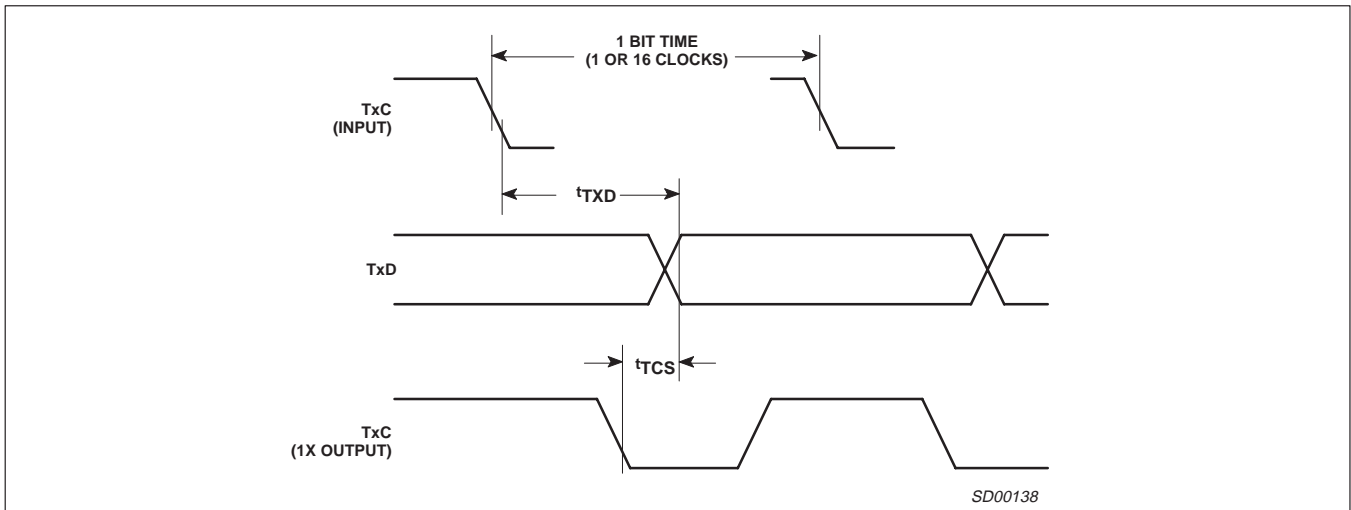 1 BIT TIME
(1 OR 16 CLOCKS)
TxC
(INPUT)
tTXD
TxD
tTCS
TxC
(1X OUTPUT)
SD00138